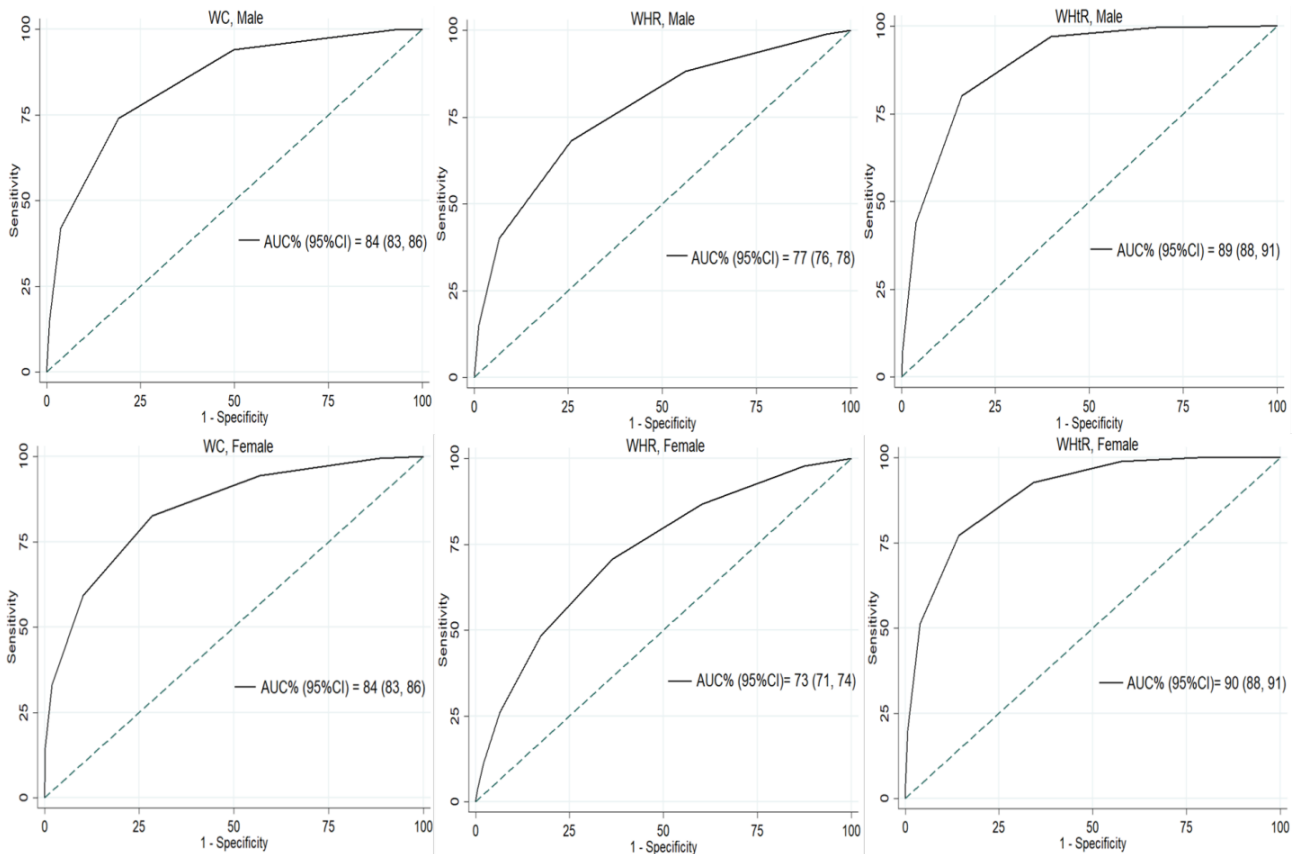 WC, Male
100
75
50
25
0
Sensitivity
AUC% (95%CI) = 84 (83, 86)
0 25 50 75 100
1 - Specificity
WHR, Male
100
75
50
25
0
Sensitivity
AUC% (95%CI) = 77 (76, 78)
0 25 50 75 100
1 - Specificity
WHtR, Male
100
75
50
25
0
Sensitivity
AUC% (95%CI) = 89 (88, 91)
0 25 50 75 100
1 - Specificity
WC, Female
100
75
50
25
0
Sensitivity
AUC% (95%CI) = 84 (83, 86)
0 25 50 75 100
1 - Specificity
WHR, Female
100
75
50
25
0
Sensitivity
AUC% (95%CI)= 73 (71, 74)
0 25 50 75 100
1 - Specificity
WHtR, Female
100
75
50
25
0
Sensitivity
AUC% (95%CI)= 90 (88, 91)
0 25 50 75 100
1 - Specificity